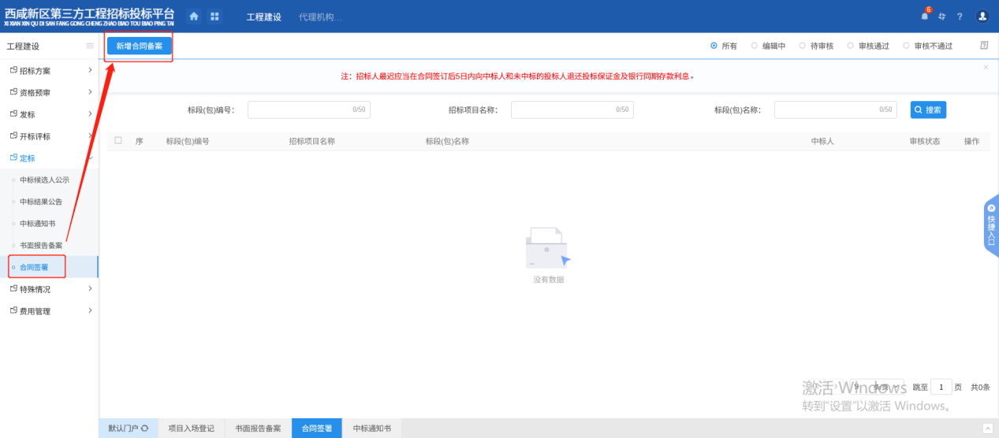 西咸新区第三方工程招标投标平台
XI XIAN XIN QU DI SAN FANG GONG CHENG ZHAO BIAO TOU BIAO PING TAI
工程建设 代理机构...
6
?
工程建设
新增合同备案
所有 编辑中 待审核 审核通过 审核不通过
招标方案
资格预审
发标
开标评标
定标
中标候选人公示
中标结果公告
中标通知书
书面报告备案
合同签署
特殊情况
费用管理
注：招标人最迟应当在合同签订后5日内向中标人和未中标的投标人退还投标保证金及银行同期存款利息。
标段(包)编号： 0/50 招标项目名称： 0/50 标段(包)名称： 0/50 搜索
序 标段(包)编号 招标项目名称 标段(包)名称 中标人 审核状态 操作
没有数据
快捷入口
激活 Windows
转到"设置"以激活 Windows。
跳至 1 页 共0条
默认门户 项目入场登记 书面报告备案 合同签署 中标通知书